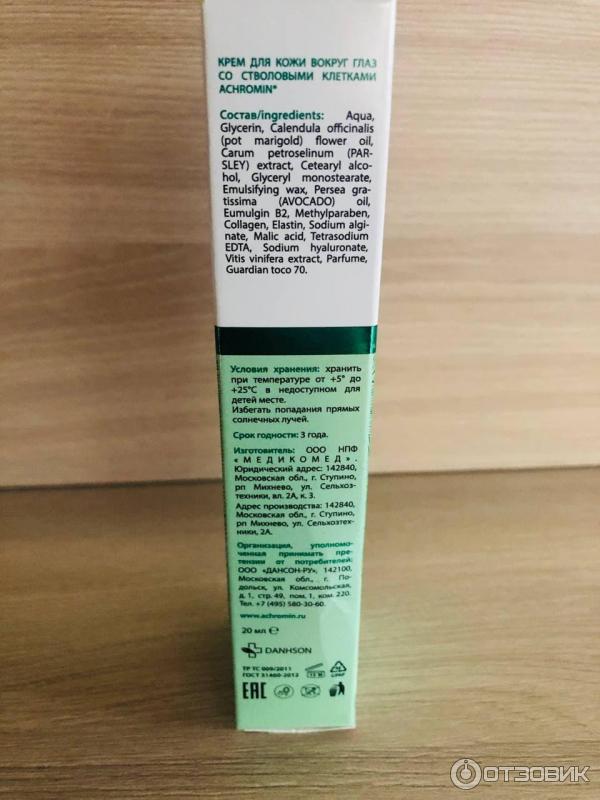 КРЕМ ДЛЯ КОЖИ ВОКРУГ ГЛАЗ
СО СТВОЛОВЫМИ КЛЕТКАМИ
ACHROMIN®
Состав/ingredients: Aqua,
Glycerin, Calendula officinalis
(pot marigold) flower oil,
Carum petroselinum (PAR-
SLEY) extract, Cetearyl alco-
hol, Glyceryl monostearate,
Emulsifying wax, Persea gra-
tissima (AVOCADO) oil,
Eumulgin B2, Methylparaben,
Collagen, Elastin, Sodium algi-
nate, Malic acid, Tetrasodium
EDTA, Sodium hyaluronate,
Vitis vinifera extract, Parfume,
Guardian toco 70.
Условия хранения: хранить
при температуре от +5° до
+25°C в недоступном для
детей месте.
Избегать попадания прямых
солнечных лучей.
Срок годности: 3 года.
Изготовитель: ООО НПФ
«МЕДИКОМЕД».
Юридический адрес: 142840,
Московская обл., г. Ступино,
рп Михнево, ул. Сельхоз-
техники, вл. 2А, к. 3.
Адрес производства: 142840,
Московская обл., г. Ступино,
рп Михнево, ул. Сельхозтех-
ники, 2А.
Организация, уполномо-
ченная принимать пре-
тензии от потребителей:
ООО «ДАНСОН-РУ», 142100,
Московская обл., г. По-
дольск, ул. Комсомольская,
д. 1, стр. 49, пом. 1, ком. 220.
Тел. +7 (495) 580-30-60.
www.achromin.ru
20 мл ℮
DANHSON
ТР ТС 009/2011
ГОСТ 31460-2012
12 M
EAC
ОТЗОВИК